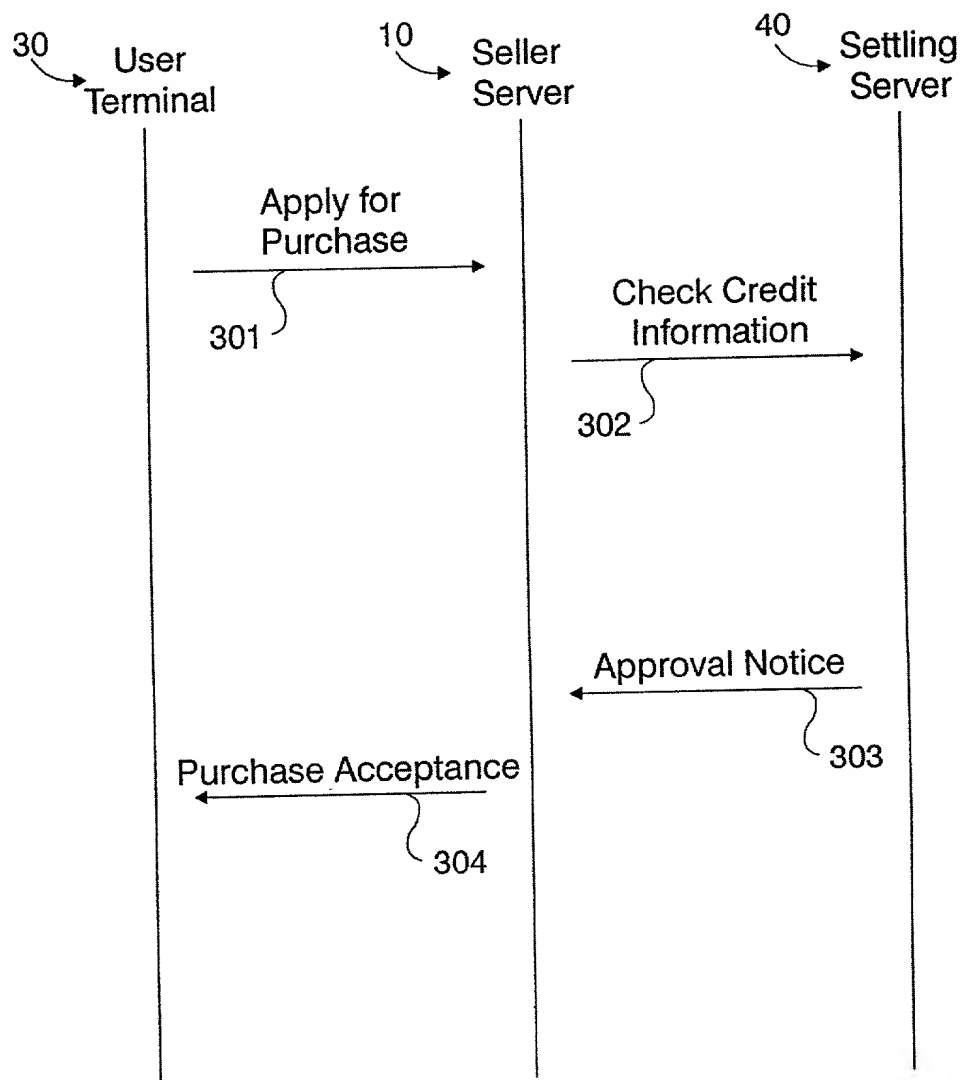 30
User
Terminal
10
Seller
Server
40
Settling
Server
Apply for
Purchase
301
Check Credit
Information
302
Approval Notice
303
Purchase Acceptance
304